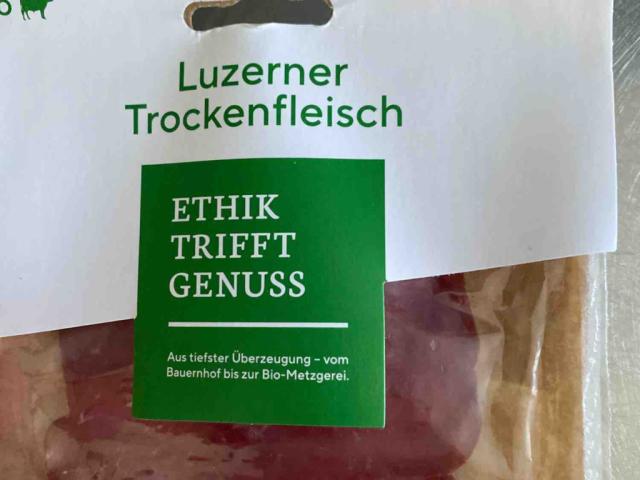 Luzerner
Trockenfleisch
ETHIK
TRIFFT
GENUSS
Aus tiefster Überzeugung – vom
Bauernhof bis zur Bio-Metzgerei.